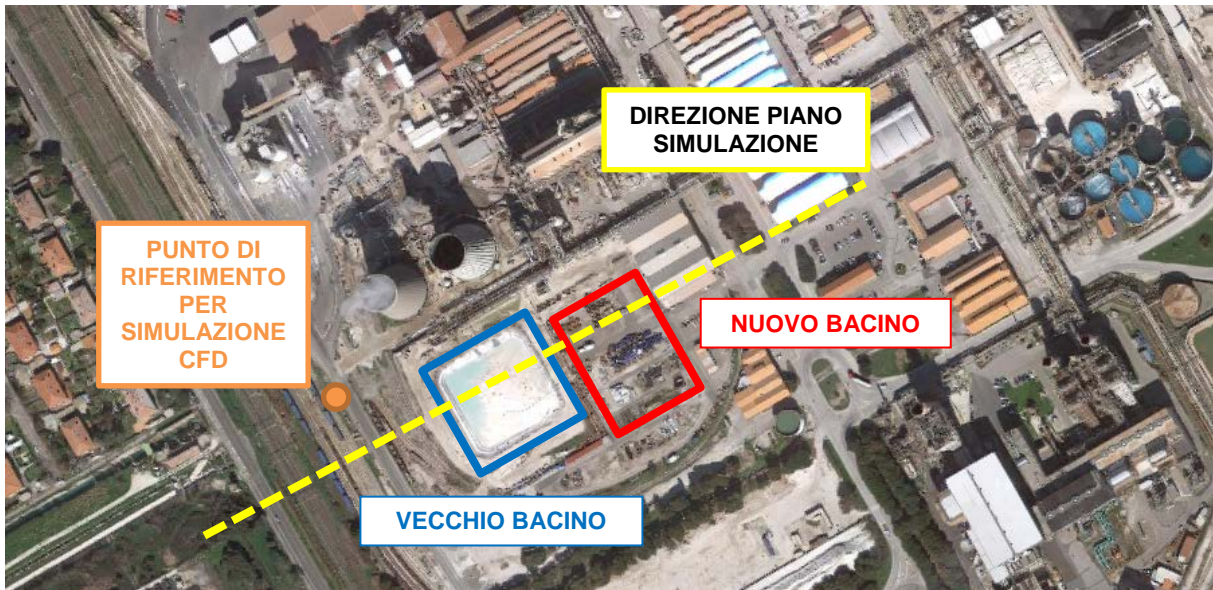 DIREZIONE PIANO
SIMULAZIONE
PUNTO DI
RIFERIMENTO
PER
SIMULAZIONE
CFD
NUOVO BACINO
VECCHIO BACINO